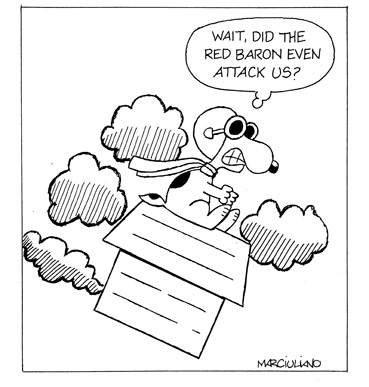 WAIT, DID THE
RED BARON EVEN
ATTACK US?
MARCIULIANO